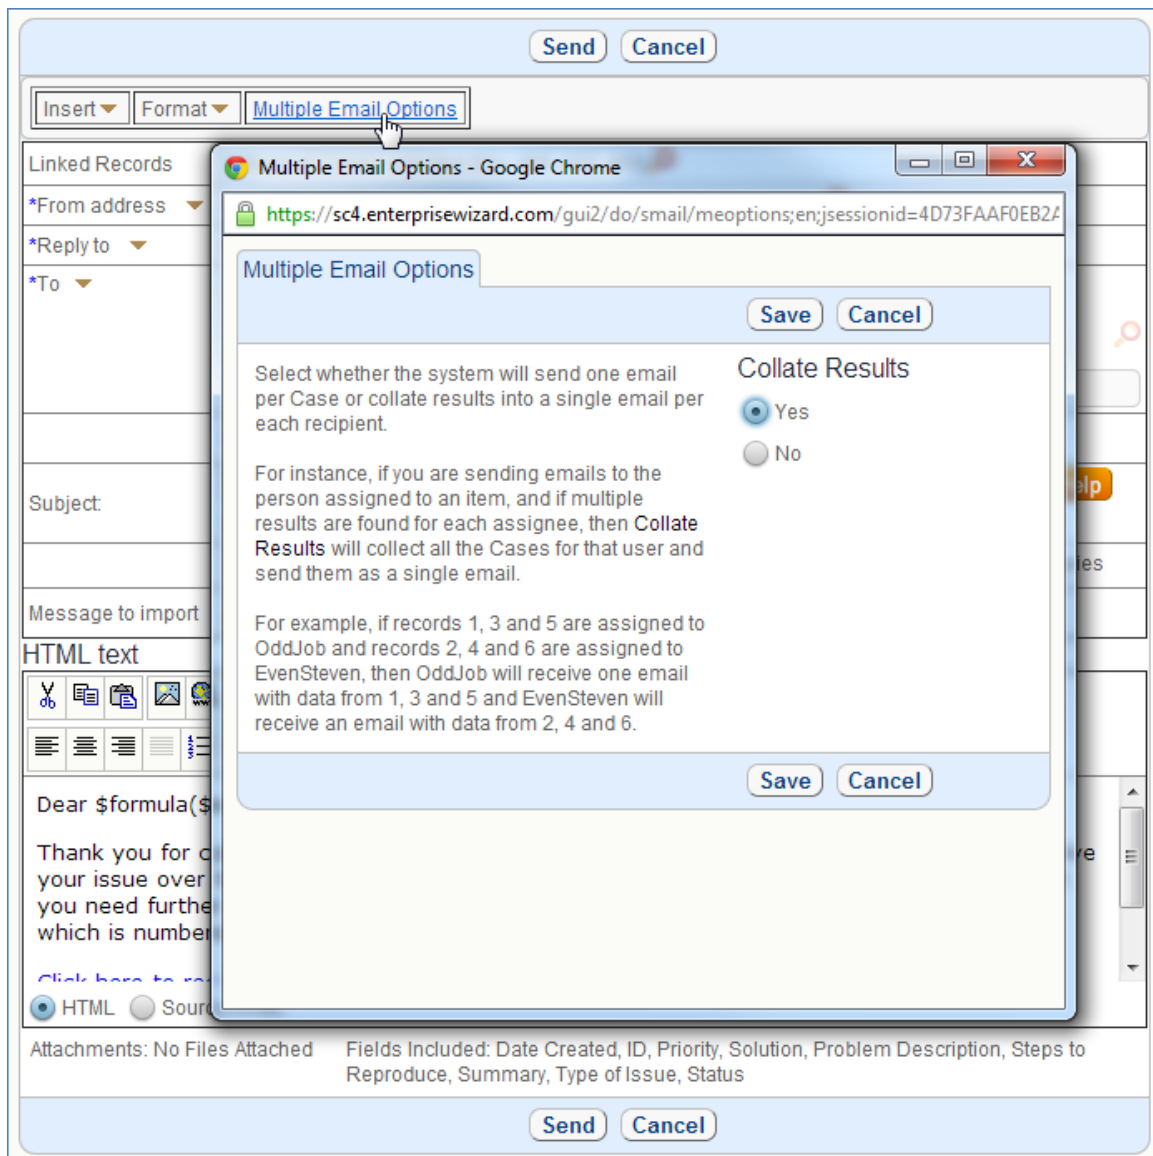 Send Cancel
Insert Format Multiple Email Options
Linked Records
*From address
*Reply to
*To
Subject:
Message to import
HTML text
Multiple Email Options - Google Chrome
https://sc4.enterprisewizard.com/gui2/do/smail/meoptions;en;jsessionid=4D73FAAF0EB2A
Multiple Email Options
Save Cancel
Select whether the system will send one email
per Case or collate results into a single email per
each recipient.
For instance, if you are sending emails to the
person assigned to an item, and if multiple
results are found for each assignee, then Collate
Results will collect all the Cases for that user and
send them as a single email.
For example, if records 1, 3 and 5 are assigned to
OddJob and records 2, 4 and 6 are assigned to
EvenSteven, then OddJob will receive one email
with data from 1, 3 and 5 and EvenSteven will
receive an email with data from 2, 4 and 6.
Collate Results
Yes
No
Save Cancel
elp
ies
Dear $formula($
Thank you for c
your issue over
you need furthe
which is number
ve
HTML Sourc
Attachments: No Files Attached
Fields Included: Date Created, ID, Priority, Solution, Problem Description, Steps to
Reproduce, Summary, Type of Issue, Status
Send Cancel